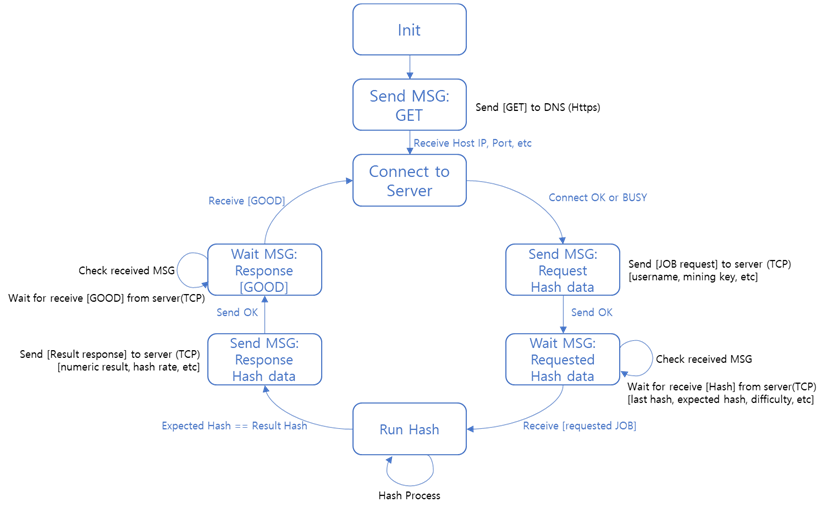 Init
Send MSG:
GET
Send [GET] to DNS (Https)
Receive Host IP, Port, etc
Connect to
Server
Receive [GOOD]
Connect OK or BUSY
Wait MSG:
Response
[GOOD]
Check received MSG
Wait for receive [GOOD] from server(TCP)
Send MSG:
Request
Hash data
Send [JOB request] to server (TCP)
[username, mining key, etc]
Send OK
Send OK
Send MSG:
Response
Hash data
Send [Result response] to server (TCP)
[numeric result, hash rate, etc]
Wait MSG:
Requested
Hash data
Check received MSG
Wait for receive [Hash] from server(TCP)
[last hash, expected hash, difficulty, etc]
Expected Hash == Result Hash
Run Hash
Receive [requested JOB]
Hash Process